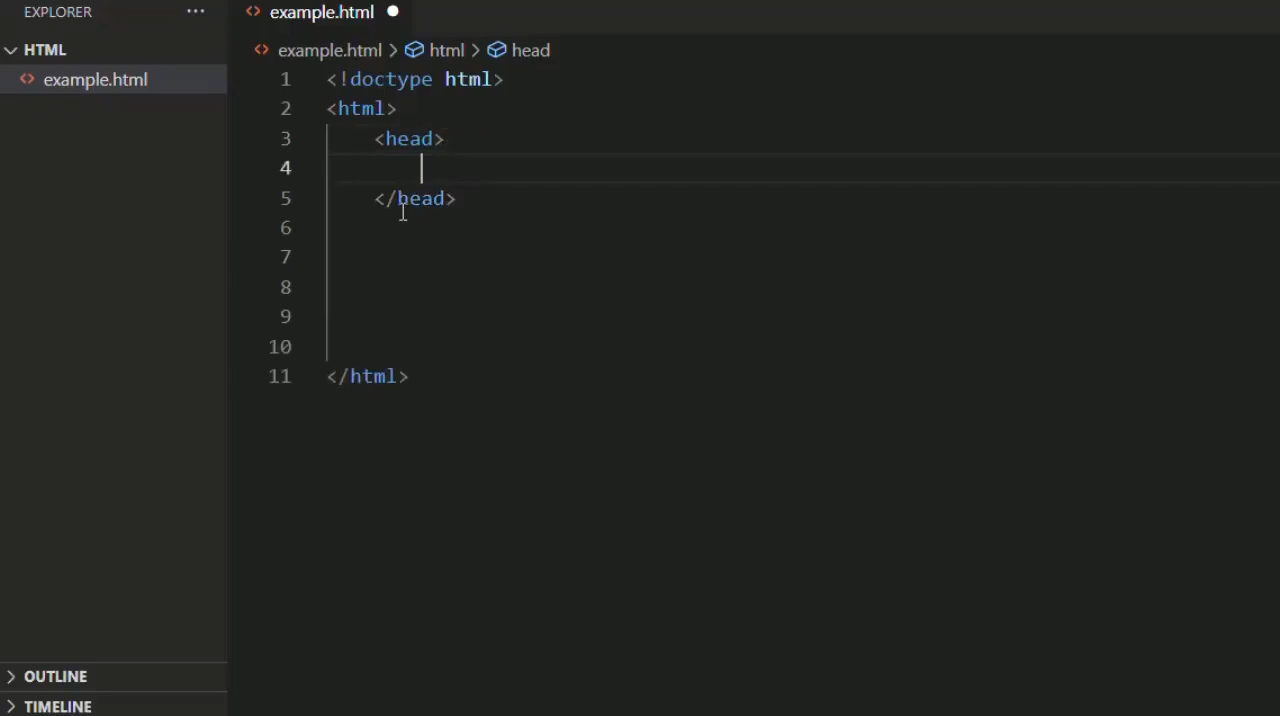 EXPLORER ···
example.html
HTML
example.html
example.html > html > head
1 <!doctype html>
2 <html>
3 <head>
4
5 </head>
6
7
8
9
10
11 </html>
OUTLINE
TIMELINE